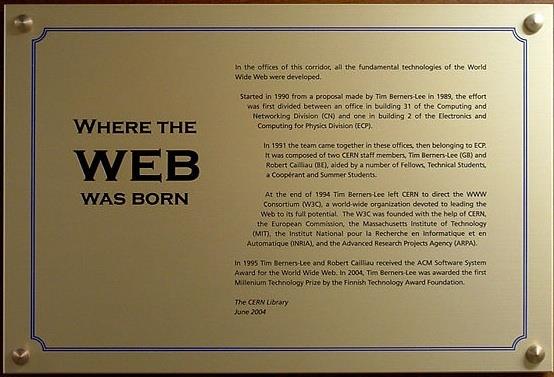 WHERE THE
WEB
WAS BORN
In the offices of this corridor, all the fundamental technologies of the World
Wide Web were developed.
Started in 1990 from a proposal made by Tim Berners-Lee in 1989, the effort
was first divided between an office in building 31 of the Computing and
Networking Division (CN) and one in building 2 of the Electronics and
Computing for Physics Division (ECP).
In 1991 the team came together in these offices, then belonging to ECP.
It was composed of two CERN staff members, Tim Berners-Lee (GB) and
Robert Cailliau (BE), aided by a number of Fellows, Technical Students,
a Coopérant and Summer Students.
At the end of 1994 Tim Berners-Lee left CERN to direct the WWW
Consortium (W3C), a world-wide organization devoted to leading the
Web to its full potential. The W3C was founded with the help of CERN,
the European Commission, the Massachusetts Institute of Technology
(MIT), the Institut National pour la Recherche en Informatique et en
Automatique (INRIA), and the Advanced Research Projects Agency (ARPA).
In 1995 Tim Berners-Lee and Robert Cailliau received the ACM Software System
Award for the World Wide Web. In 2004, Tim Berners-Lee was awarded the first
Millenium Technology Prize by the Finnish Technology Award Foundation.
The CERN Library
June 2004